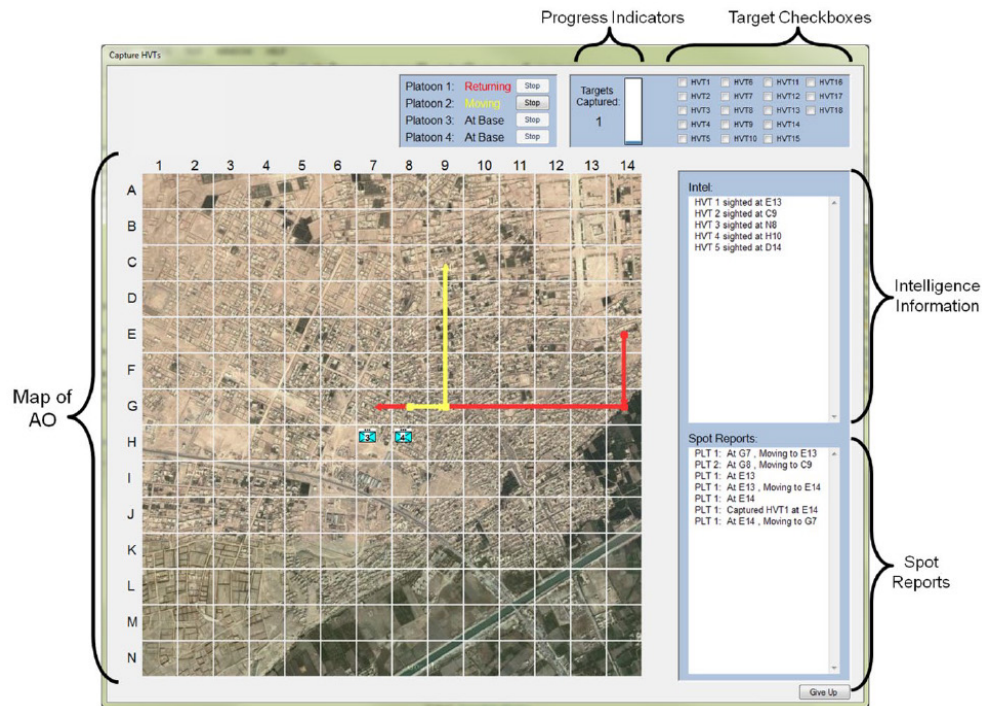 Progress Indicators
Target Checkboxes
Capture HVTs
Platoon 1: Returning Stop
Platoon 2: Moving Stop
Platoon 3: At Base Stop
Platoon 4: At Base Stop
Targets
Captured:
1
HVT1 HVT6 HVT11 HVT16
HVT2 HVT7 HVT12 HVT17
HVT3 HVT8 HVT13 HVT18
HVT4 HVT9 HVT14
HVT5 HVT10 HVT15
1 2 3 4 5 6 7 8 9 10 11 12 13 14
A
B
C
D
E
F
G
H
I
J
K
L
M
N
3 4
Map of
AO
Intel:
HVT 1 sighted at E13
HVT 2 sighted at C9
HVT 3 sighted at N8
HVT 4 sighted at H10
HVT 5 sighted at D14
Intelligence
Information
Spot Reports:
PLT 1: At G7 , Moving to E13
PLT 2: At G8 , Moving to C9
PLT 1: At E13
PLT 1: At E13 , Moving to E14
PLT 1: At E14
PLT 1: Captured HVT1 at E14
PLT 1: At E14 , Moving to G7
Spot
Reports
Give Up